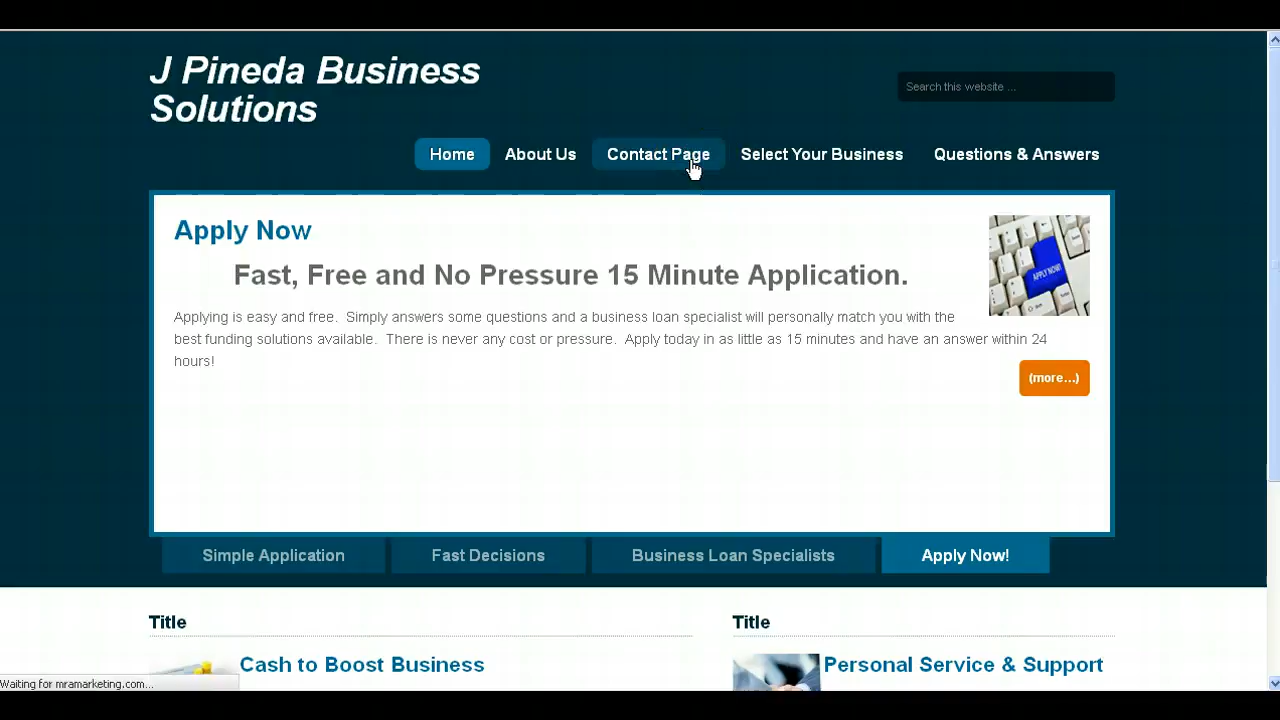 J Pineda Business
Solutions
Search this website ...
Home About Us Contact Page Select Your Business Questions & Answers
Apply Now
Fast, Free and No Pressure 15 Minute Application.
APPLY NOW!
Applying is easy and free. Simply answers some questions and a business loan specialist will personally match you with the
best funding solutions available. There is never any cost or pressure. Apply today in as little as 15 minutes and have an answer within 24
hours!
(more...)
Simple Application Fast Decisions Business Loan Specialists Apply Now!
Title Title
Cash to Boost Business Personal Service & Support
Waiting for mramarketing.com...